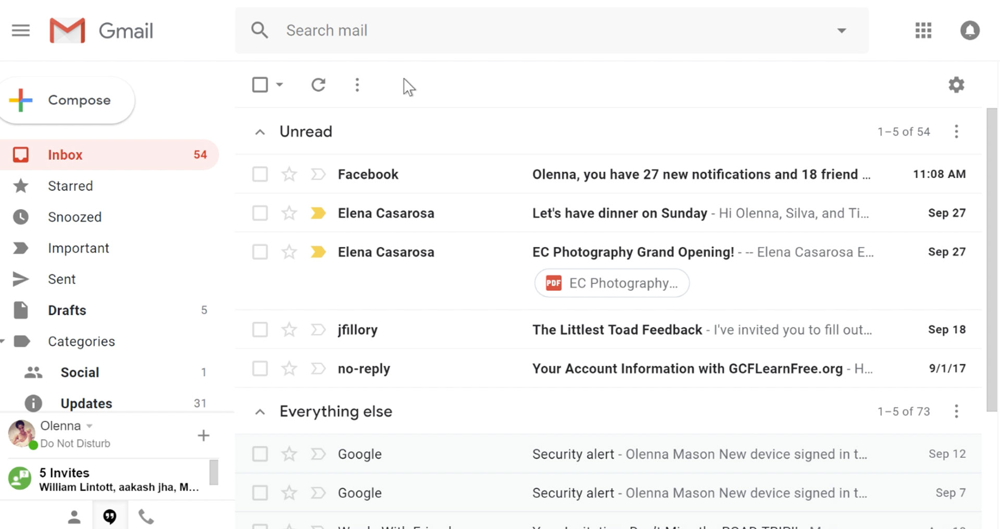 Gmail
Search mail
Compose
Inbox 54
Starred
Snoozed
Important
Sent
Drafts 5
Categories
Social 1
Updates 31
Olenna
Do Not Disturb
5 Invites
William Lintott, aakash jha, M...
Unread 1–5 of 54
Facebook Olenna, you have 27 new notifications and 18 friend ... 11:08 AM
Elena Casarosa Let's have dinner on Sunday - Hi Olenna, Silva, and Ti... Sep 27
Elena Casarosa EC Photography Grand Opening! - -- Elena Casarosa E... Sep 27
PDF EC Photography...
jfillory The Littlest Toad Feedback - I've invited you to fill out... Sep 18
no-reply Your Account Information with GCFLearnFree.org - H... 9/1/17
Everything else 1–5 of 73
Google Security alert - Olenna Mason New device signed in t... Sep 12
Google Security alert - Olenna Mason New device signed in t... Sep 7